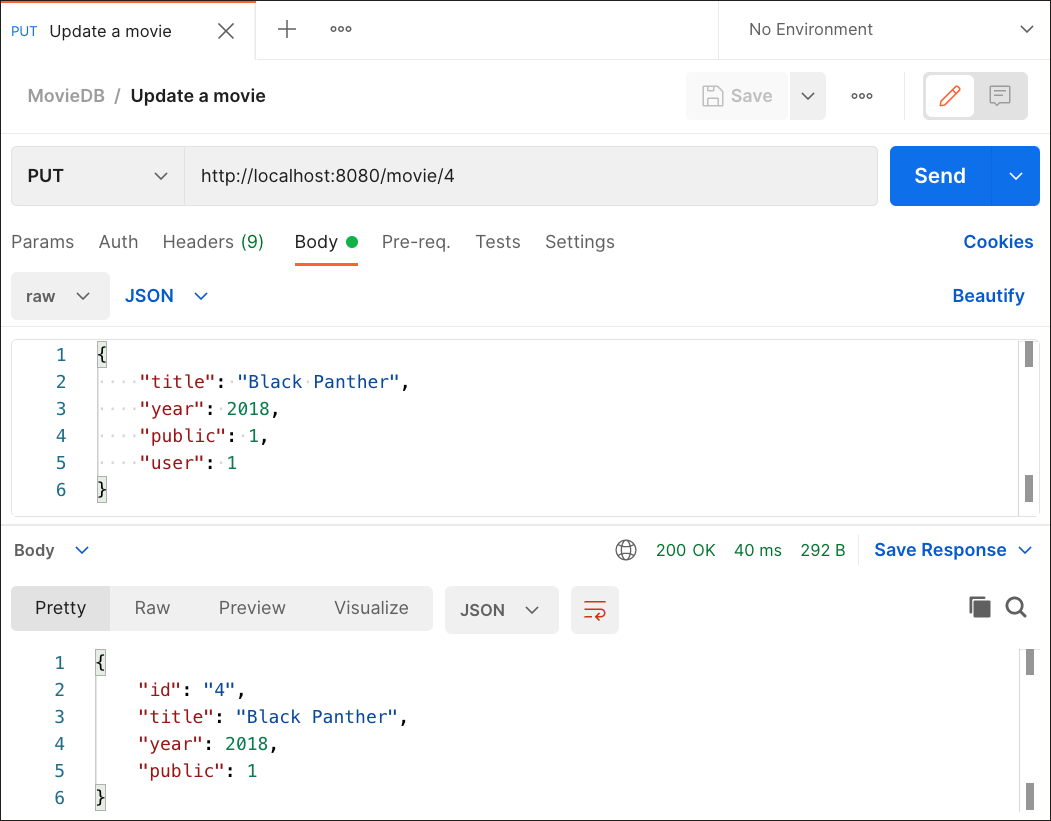 PUT Update a movie No Environment
MovieDB / Update a movie Save
PUT http://localhost:8080/movie/4 Send
Params Auth Headers (9) Body Pre-req. Tests Settings Cookies
raw JSON Beautify
1 {
2 "title": "Black Panther",
3 "year": 2018,
4 "public": 1,
5 "user": 1
6 }
Body 200 OK 40 ms 292 B Save Response
Pretty Raw Preview Visualize JSON
1 {
2 "id": "4",
3 "title": "Black Panther",
4 "year": 2018,
5 "public": 1
6 }